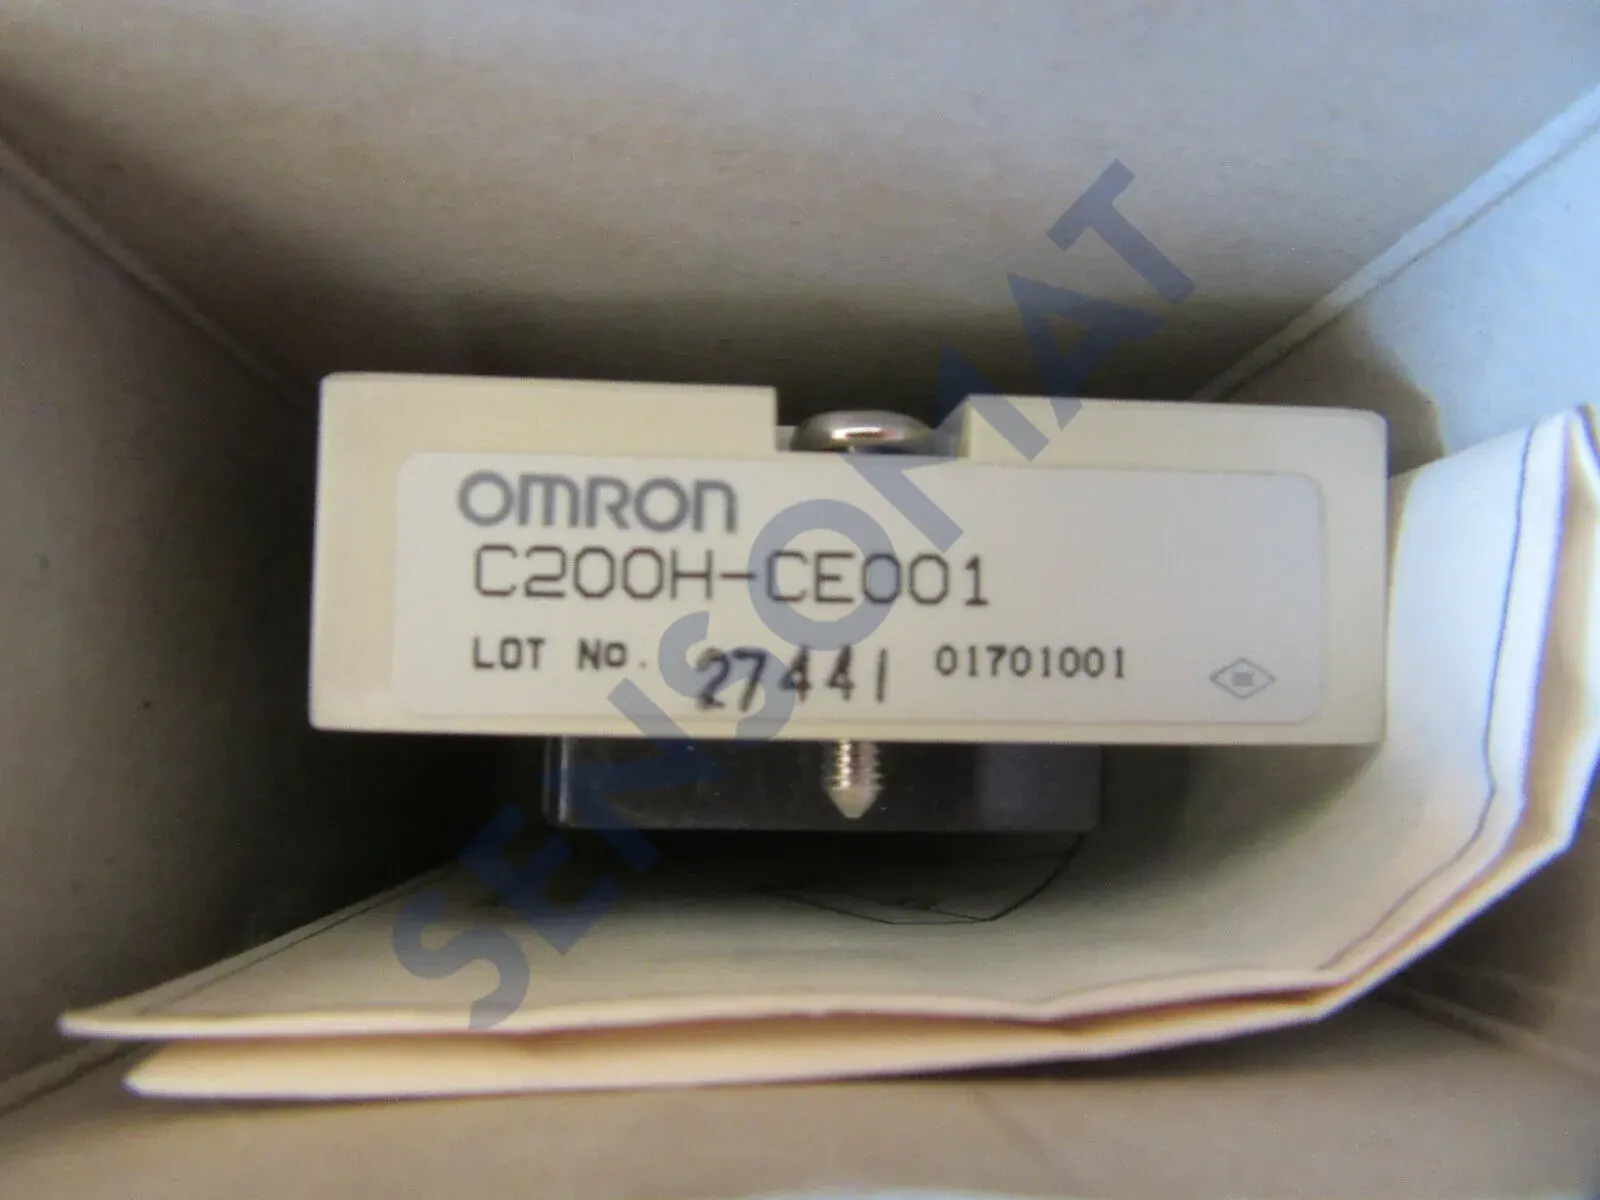 OMRON
C200H-CE001
LOT No. 27441 01701001
SENSOMAT